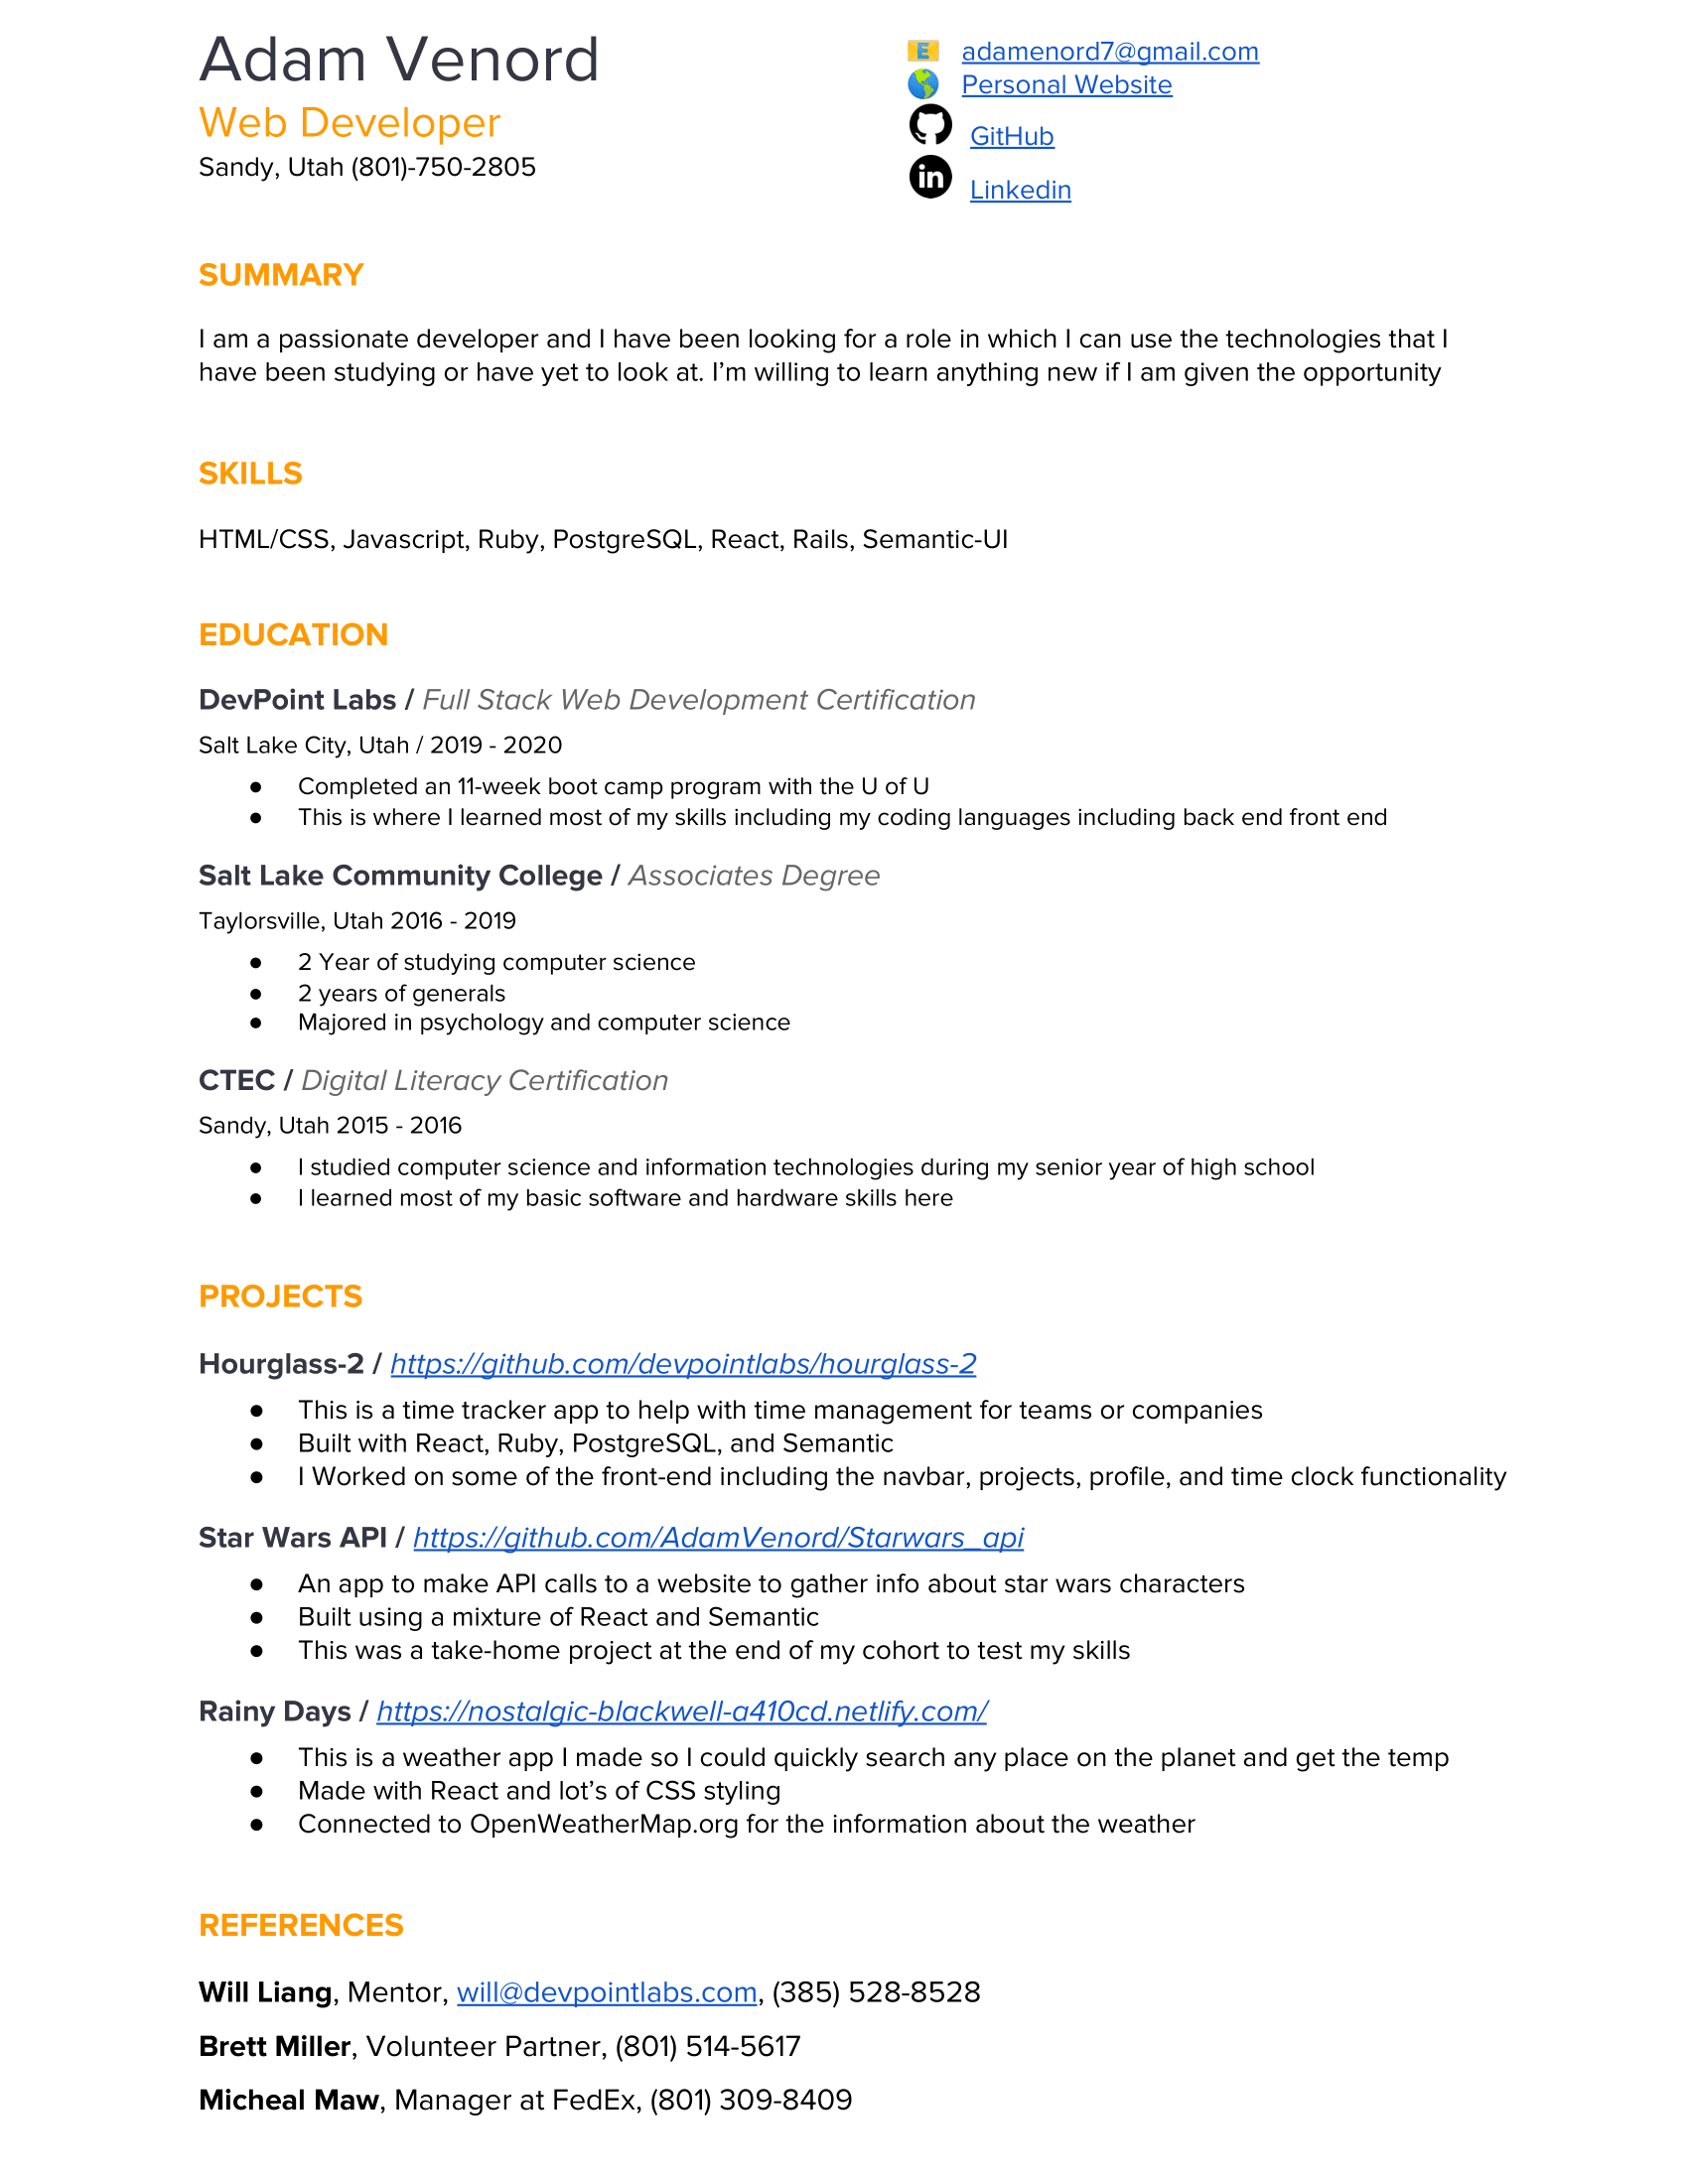 Adam Venord
Web Developer
Sandy, Utah (801)-750-2805
adamenord7@gmail.com
Personal Website
GitHub
Linkedin
SUMMARY
I am a passionate developer and I have been looking for a role in which I can use the technologies that I
have been studying or have yet to look at. I’m willing to learn anything new if I am given the opportunity
SKILLS
HTML/CSS, Javascript, Ruby, PostgreSQL, React, Rails, Semantic-UI
EDUCATION
DevPoint Labs / Full Stack Web Development Certification
Salt Lake City, Utah / 2019 - 2020
● Completed an 11-week boot camp program with the U of U
● This is where I learned most of my skills including my coding languages including back end front end
Salt Lake Community College / Associates Degree
Taylorsville, Utah 2016 - 2019
● 2 Year of studying computer science
● 2 years of generals
● Majored in psychology and computer science
CTEC / Digital Literacy Certification
Sandy, Utah 2015 - 2016
● I studied computer science and information technologies during my senior year of high school
● I learned most of my basic software and hardware skills here
PROJECTS
Hourglass-2 / https://github.com/devpointlabs/hourglass-2
● This is a time tracker app to help with time management for teams or companies
● Built with React, Ruby, PostgreSQL, and Semantic
● I Worked on some of the front-end including the navbar, projects, profile, and time clock functionality
Star Wars API / https://github.com/AdamVenord/Starwars_api
● An app to make API calls to a website to gather info about star wars characters
● Built using a mixture of React and Semantic
● This was a take-home project at the end of my cohort to test my skills
Rainy Days / https://nostalgic-blackwell-a410cd.netlify.com/
● This is a weather app I made so I could quickly search any place on the planet and get the temp
● Made with React and lot’s of CSS styling
● Connected to OpenWeatherMap.org for the information about the weather
REFERENCES
Will Liang, Mentor, will@devpointlabs.com, (385) 528-8528
Brett Miller, Volunteer Partner, (801) 514-5617
Micheal Maw, Manager at FedEx, (801) 309-8409